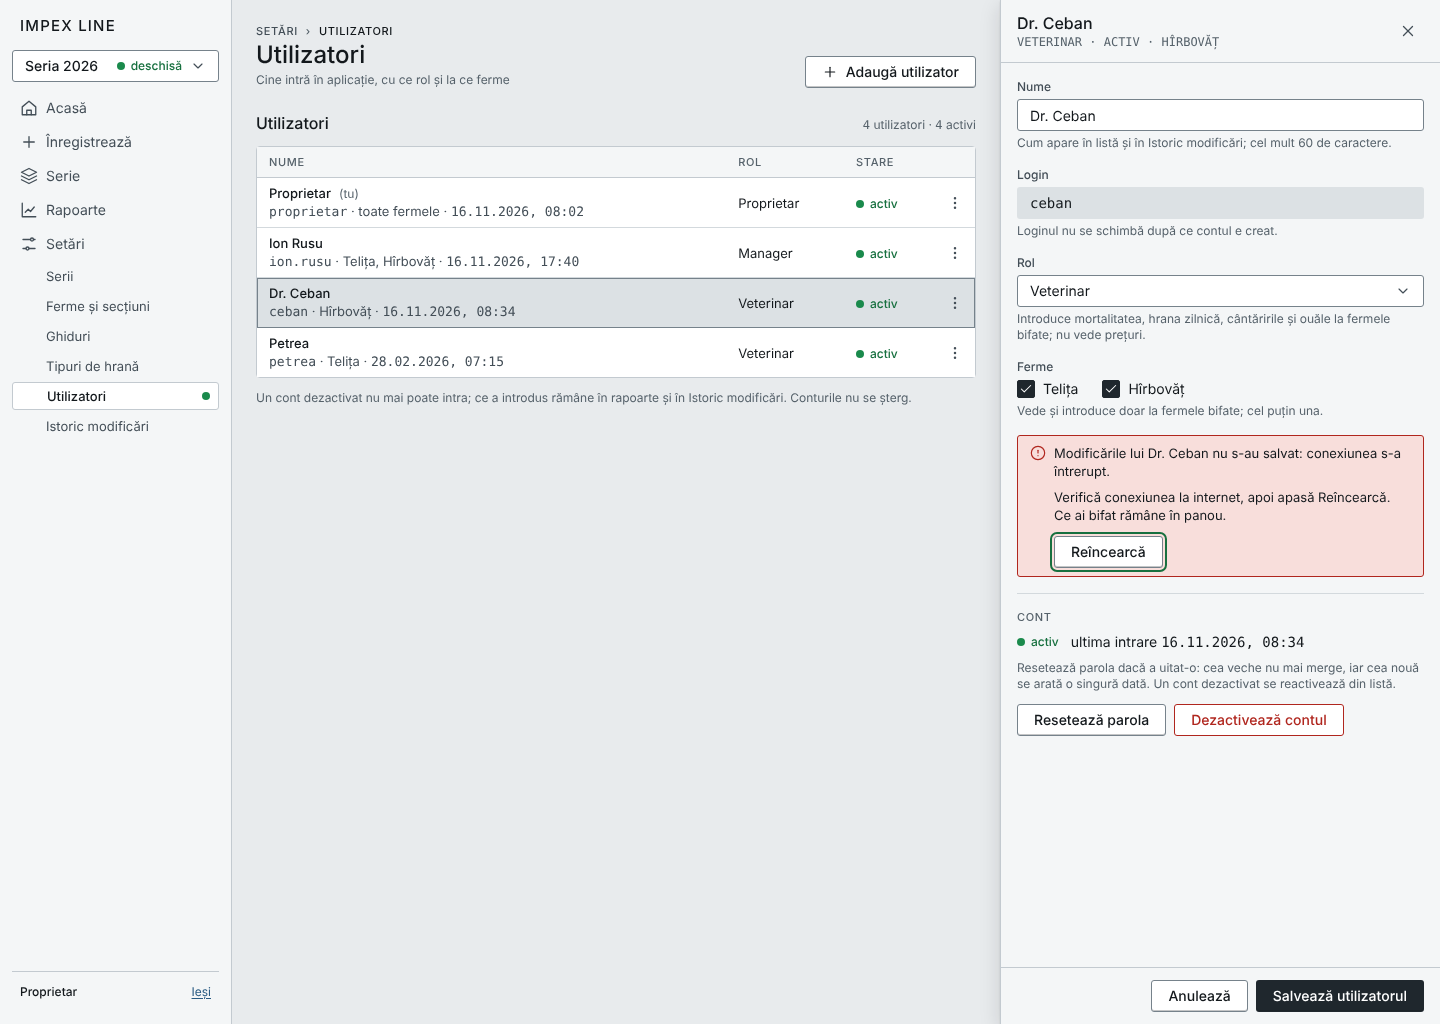 IMPEX LINE
Seria 2026 deschisă
Acasă
Înregistrează
Serie
Rapoarte
Setări
Serii
Ferme și secțiuni
Ghiduri
Tipuri de hrană
Utilizatori
Istoric modificări
Proprietar Ieși
SETĂRI › UTILIZATORI
Utilizatori
Cine intră în aplicație, cu ce rol și la ce ferme
Adaugă utilizator
Utilizatori
4 utilizatori · 4 activi
NUME ROL STARE
Proprietar (tu)
proprietar · toate fermele · 16.11.2026, 08:02
Proprietar activ
Ion Rusu
ion.rusu · Telița, Hîrbovăț · 16.11.2026, 17:40
Manager activ
Dr. Ceban
ceban · Hîrbovăț · 16.11.2026, 08:34
Veterinar activ
Petrea
petrea · Telița · 28.02.2026, 07:15
Veterinar activ
Un cont dezactivat nu mai poate intra; ce a introdus rămâne în rapoarte și în Istoric modificări. Conturile nu se șterg.
Dr. Ceban
VETERINAR · ACTIV · HÎRBOVĂȚ
Nume
Dr. Ceban
Cum apare în listă și în Istoric modificări; cel mult 60 de caractere.
Login
ceban
Loginul nu se schimbă după ce contul e creat.
Rol
Veterinar
Introduce mortalitatea, hrana zilnică, cântăririle și ouăle la fermele
bifate; nu vede prețuri.
Ferme
Telița Hîrbovăț
Vede și introduce doar la fermele bifate; cel puțin una.
Modificările lui Dr. Ceban nu s-au salvat: conexiunea s-a
întrerupt.
Verifică conexiunea la internet, apoi apasă Reîncearcă.
Ce ai bifat rămâne în panou.
Reîncearcă
CONT
activ ultima intrare 16.11.2026, 08:34
Resetează parola dacă a uitat-o: cea veche nu mai merge, iar cea nouă
se arată o singură dată. Un cont dezactivat se reactivează din listă.
Resetează parola Dezactivează contul
Anulează Salvează utilizatorul